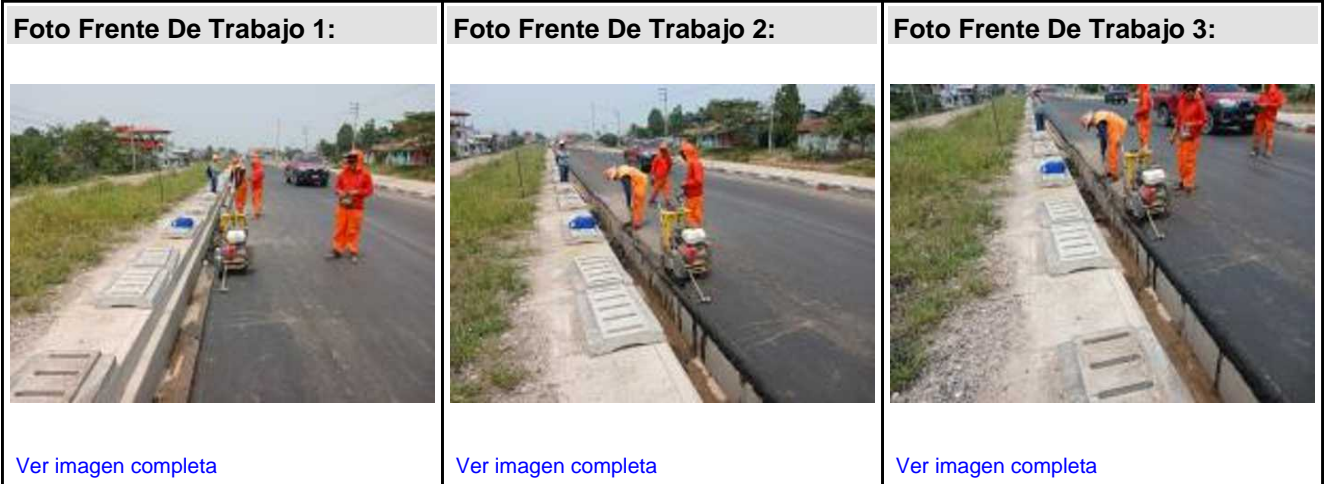 Foto Frente De Trabajo 1:
Foto Frente De Trabajo 2:
Foto Frente De Trabajo 3:
Ver imagen completa
Ver imagen completa
Ver imagen completa